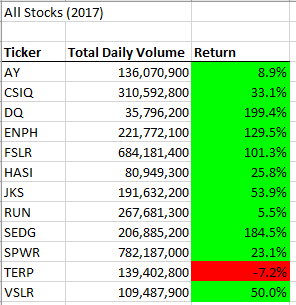 All Stocks (2017)
Ticker Total Daily Volume Return
AY 136,070,900 8.9%
CSIQ 310,592,800 33.1%
DQ 35,796,200 199.4%
ENPH 221,772,100 129.5%
FSLR 684,181,400 101.3%
HASI 80,949,300 25.8%
JKS 191,632,200 53.9%
RUN 267,681,300 5.5%
SEDG 206,885,200 184.5%
SPWR 782,187,000 23.1%
TERP 139,402,800 -7.2%
VSLR 109,487,900 50.0%